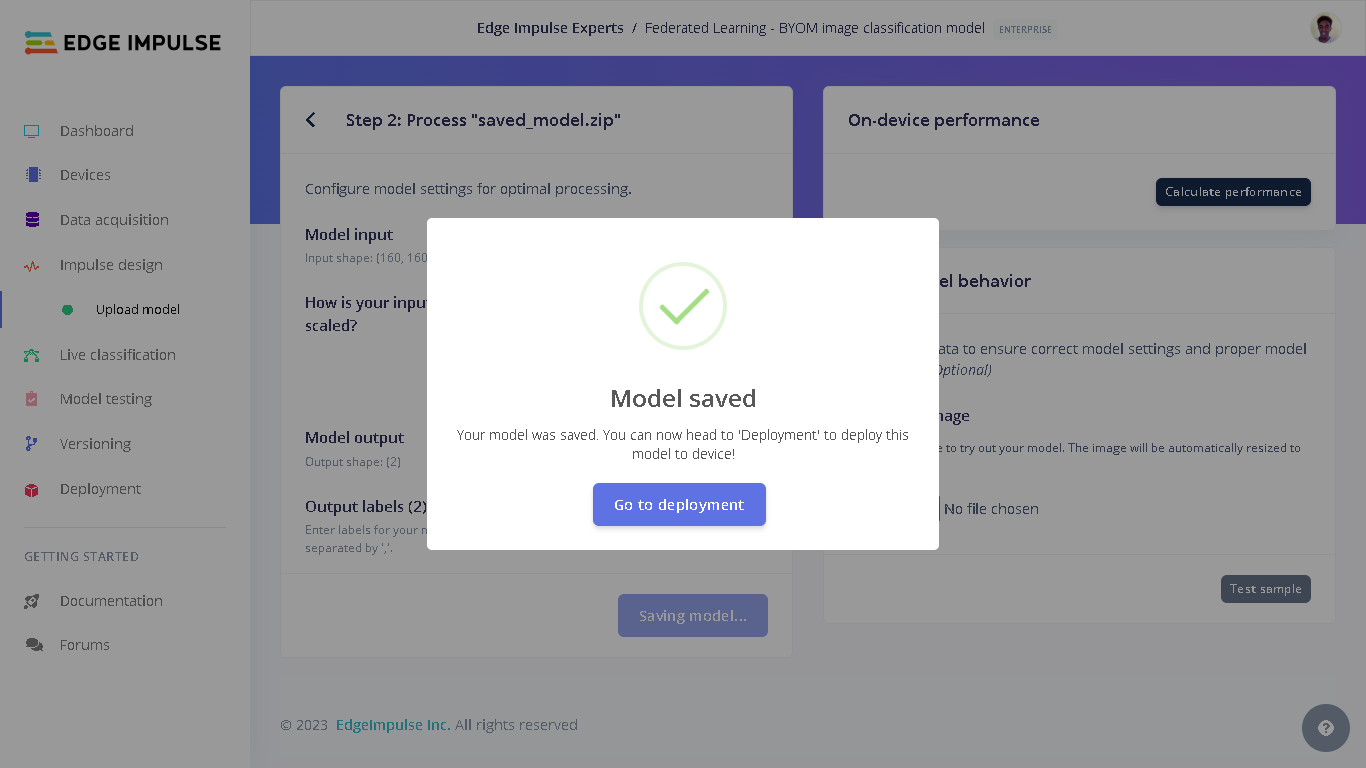 EDGE IMPULSE
Edge Impulse Experts / Federated Learning - BYOM image classification model ENTERPRISE
Dashboard
Devices
Data acquisition
Impulse design
Upload model
Live classification
Model testing
Versioning
Deployment
GETTING STARTED
Documentation
Forums
Step 2: Process "saved_model.zip"
Configure model settings for optimal processing.
Model input
Input shape: (160, 160
How is your input
scaled?
Model output
Output shape: (2)
Output labels (2)
Enter labels for your
separated by ','.
Saving model...
On-device performance
Calculate performance
behavior
to ensure correct model settings and proper model
(Optional)
to try out your model. The image will be automatically resized to
No file chosen
Test sample
Model saved
Your model was saved. You can now head to 'Deployment' to deploy this
model to device!
Go to deployment
© 2023 EdgeImpulse Inc. All rights reserved